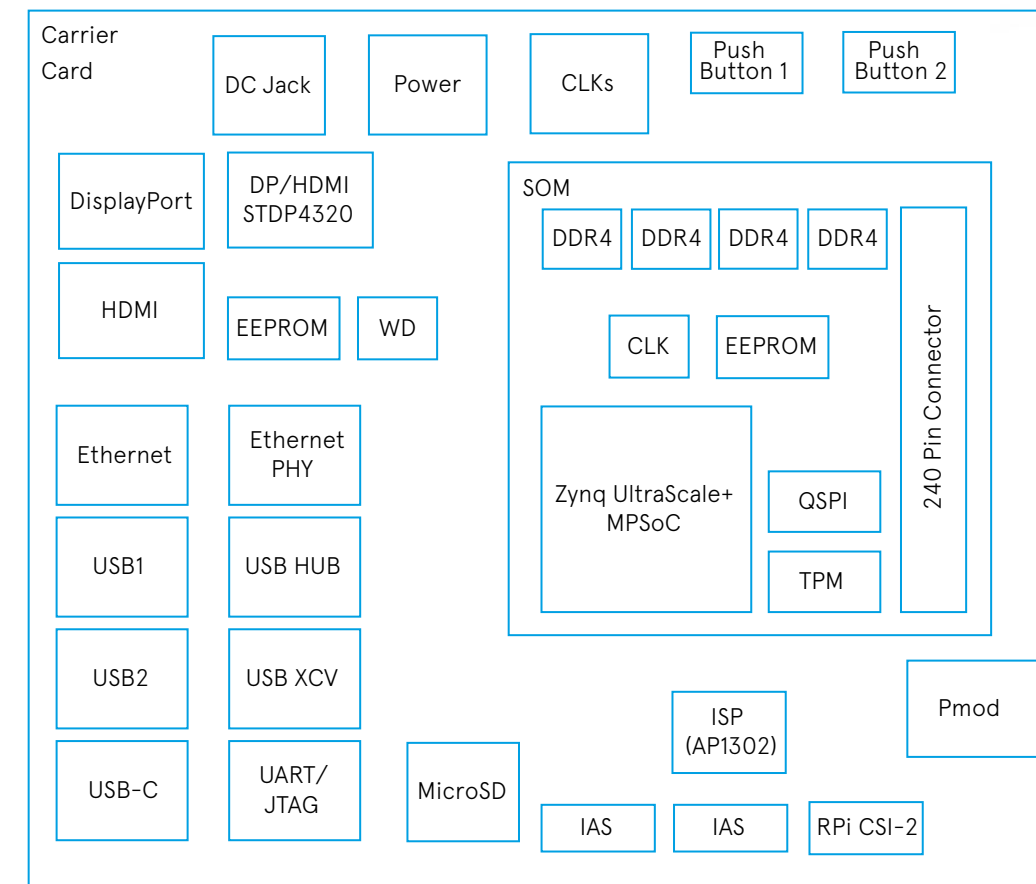 Carrier
Card
DC Jack
Power
CLKs
Push
Button 1
Push
Button 2
DisplayPort
DP/HDMI
STDP4320
SOM
DDR4
DDR4
DDR4
DDR4
HDMI
EEPROM
WD
CLK
EEPROM
240 Pin Connector
Ethernet
Ethernet
PHY
Zynq UltraScale+
MPSoC
QSPI
USB1
USB HUB
TPM
USB2
USB XCV
ISP
(AP1302)
Pmod
USB-C
UART/
JTAG
MicroSD
IAS
IAS
RPi CSI-2